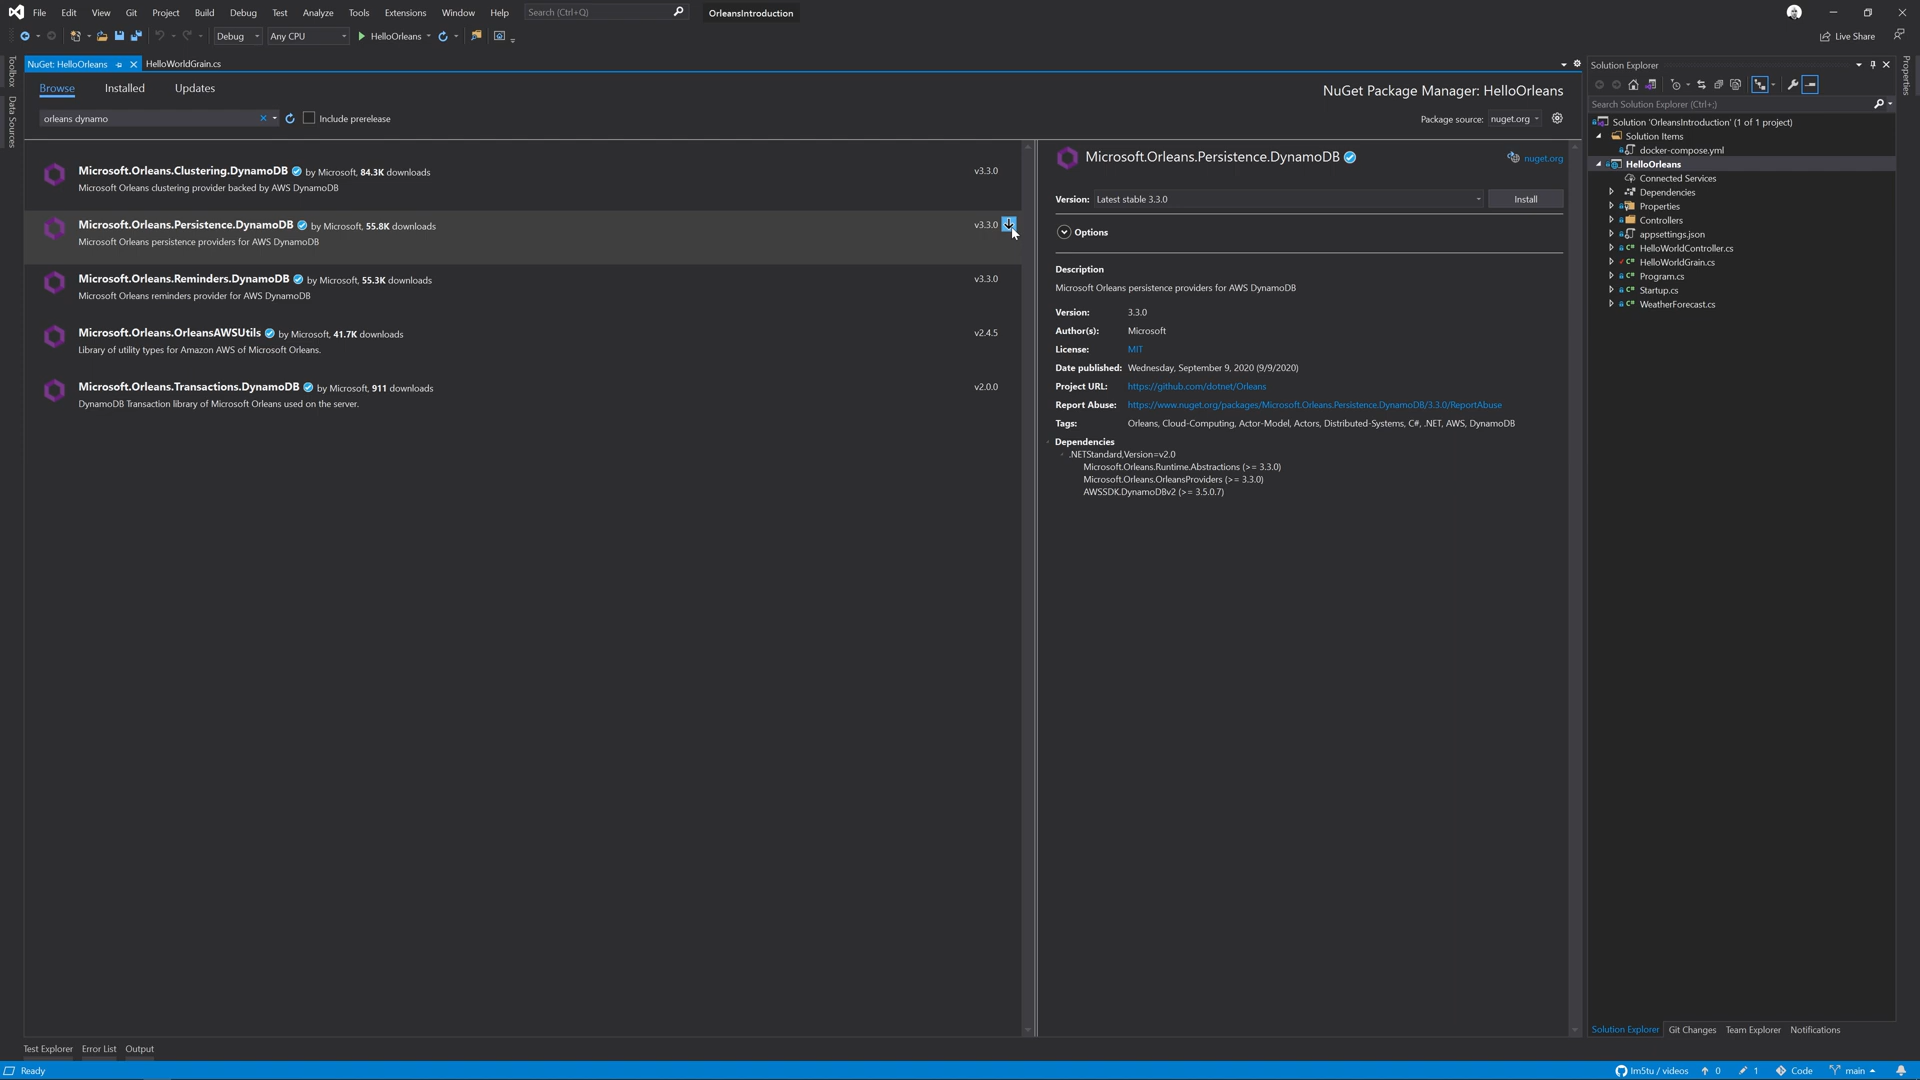 File Edit View Git Project Build Debug Test Analyze Tools Extensions Window Help Search (Ctrl+Q) OrleansIntroduction
Debug Any CPU HelloOrleans Live Share
NuGet: HelloOrleans HelloWorldGrain.cs
Toolbox
Data Sources
Browse Installed Updates
NuGet Package Manager: HelloOrleans
orleans dynamo Include prerelease
Package source: nuget.org
Microsoft.Orleans.Clustering.DynamoDB by Microsoft, 84.3K downloads v3.3.0
Microsoft Orleans clustering provider backed by AWS DynamoDB
Microsoft.Orleans.Persistence.DynamoDB by Microsoft, 55.8K downloads v3.3.0
Microsoft Orleans persistence providers for AWS DynamoDB
Microsoft.Orleans.Reminders.DynamoDB by Microsoft, 55.3K downloads v3.3.0
Microsoft Orleans reminders provider for AWS DynamoDB
Microsoft.Orleans.OrleansAWSUtils by Microsoft, 41.7K downloads v2.4.5
Library of utility types for Amazon AWS of Microsoft Orleans.
Microsoft.Orleans.Transactions.DynamoDB by Microsoft, 911 downloads v2.0.0
DynamoDB Transaction library of Microsoft Orleans used on the server.
Microsoft.Orleans.Persistence.DynamoDB nuget.org
Version: Latest stable 3.3.0 Install
Options
Description
Microsoft Orleans persistence providers for AWS DynamoDB
Version: 3.3.0
Author(s): Microsoft
License: MIT
Date published: Wednesday, September 9, 2020 (9/9/2020)
Project URL: https://github.com/dotnet/Orleans
Report Abuse: https://www.nuget.org/packages/Microsoft.Orleans.Persistence.DynamoDB/3.3.0/ReportAbuse
Tags: Orleans, Cloud-Computing, Actor-Model, Actors, Distributed-Systems, C#, .NET, AWS, DynamoDB
Dependencies
.NETStandard,Version=v2.0
Microsoft.Orleans.Runtime.Abstractions (>= 3.3.0)
Microsoft.Orleans.OrleansProviders (>= 3.3.0)
AWSSDK.DynamoDBv2 (>= 3.5.0.7)
Solution Explorer
Search Solution Explorer (Ctrl+;)
Solution 'OrleansIntroduction' (1 of 1 project)
Solution Items
docker-compose.yml
HelloOrleans
Connected Services
Dependencies
Properties
Controllers
appsettings.json
C# HelloWorldController.cs
C# HelloWorldGrain.cs
C# Program.cs
C# Startup.cs
C# WeatherForecast.cs
Properties
Solution Explorer Git Changes Team Explorer Notifications
Test Explorer Error List Output
Ready lm5tu / videos 0 1 Code main